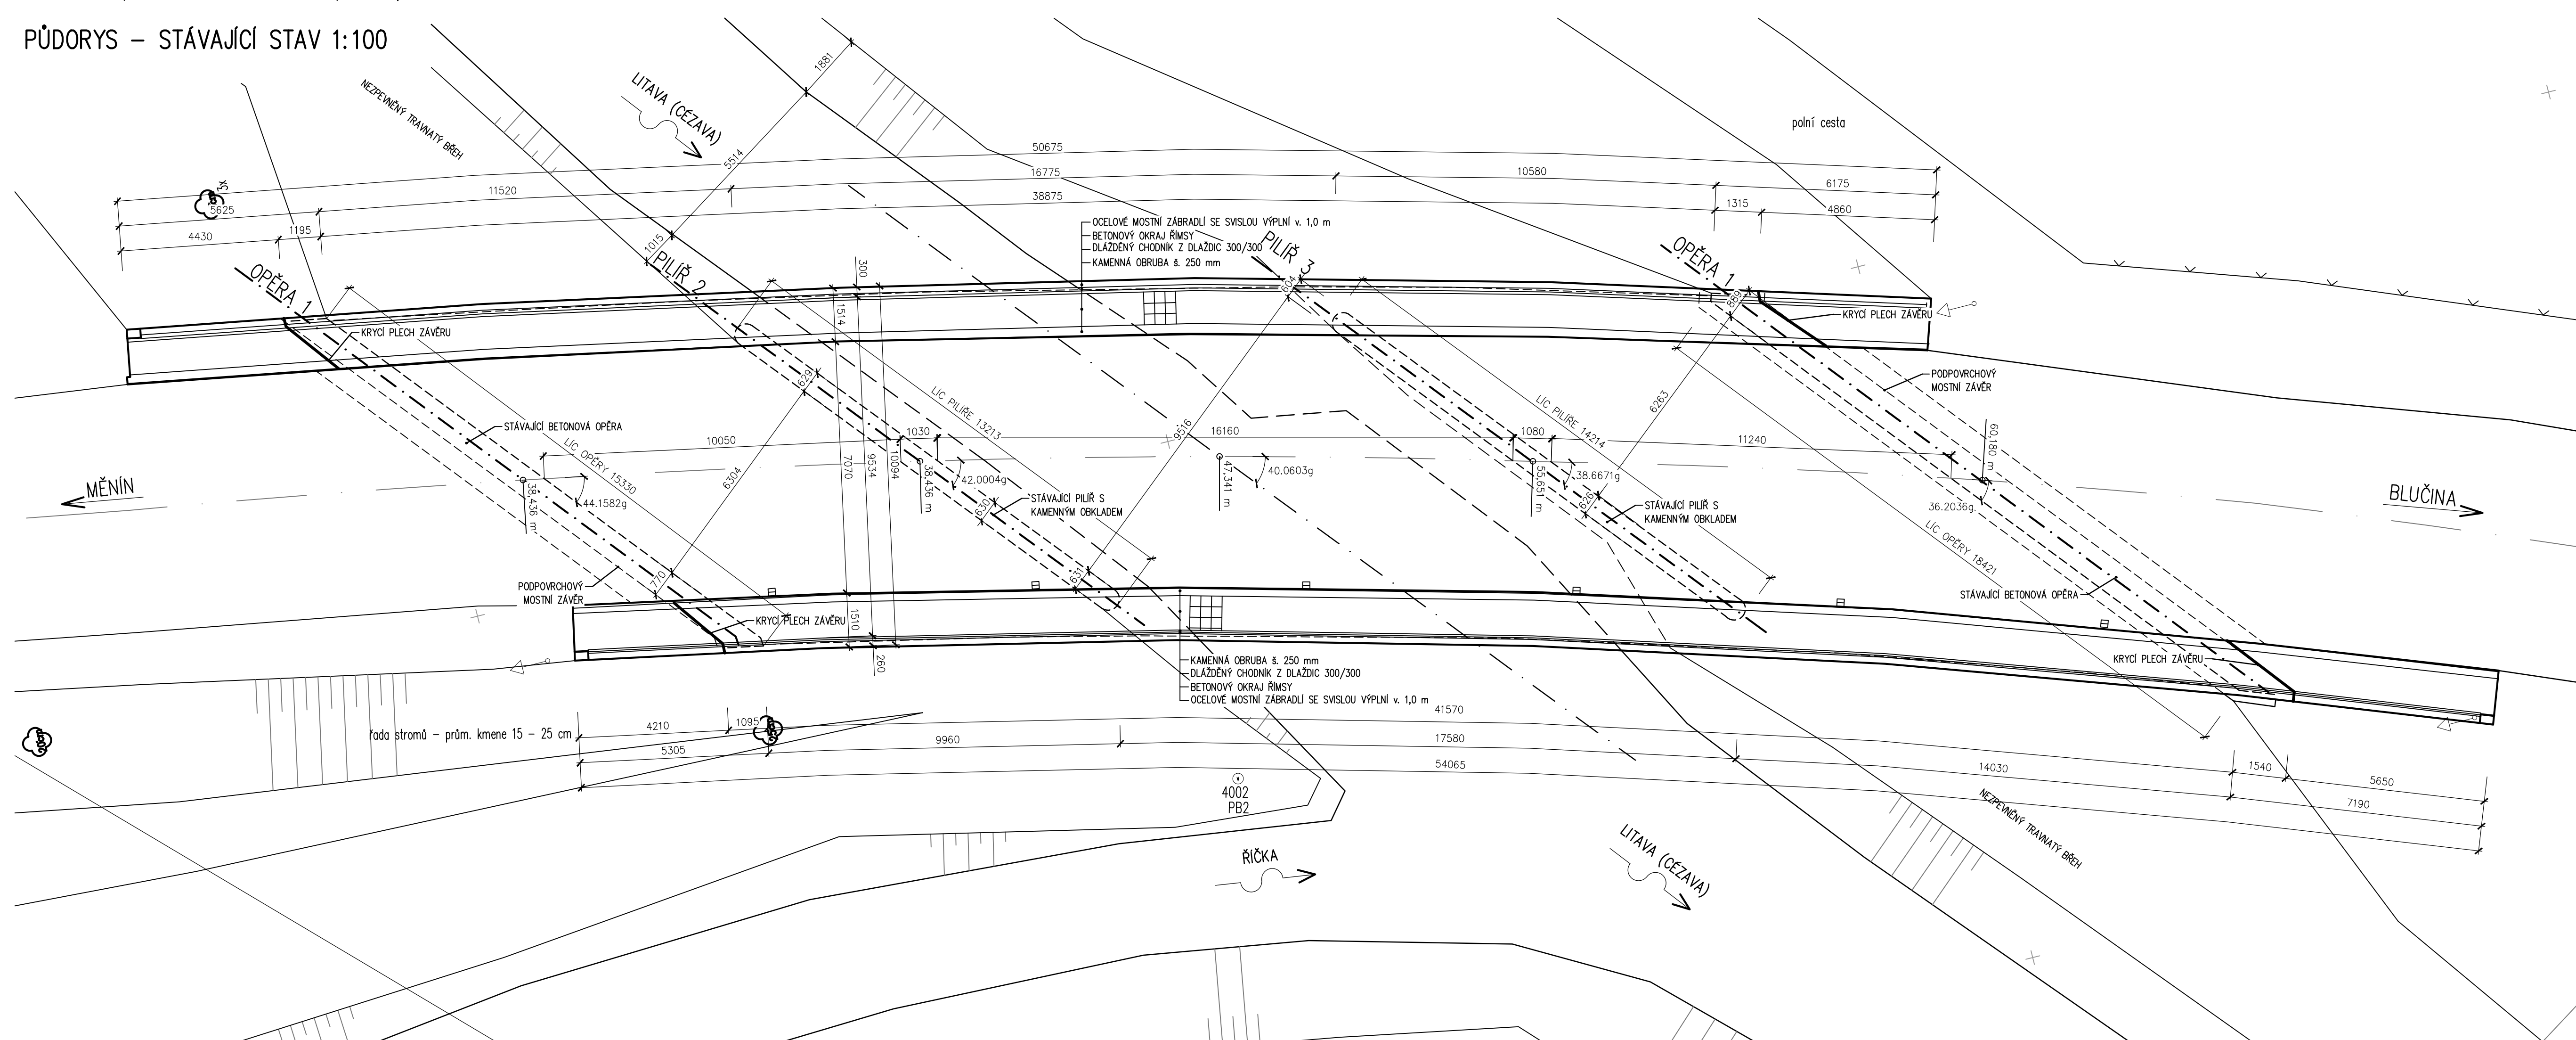 PŮDORYS – STÁVAJÍCÍ STAV 1:100
NEZPEVNĚNÝ TRAVNATÝ BŘEH
LITAVA (CÉZAVA)
1881
5514
1015
polní cesta
50675
11520
16775
10580
6175
5625
38875
1315
4860
4430
1195
OCELOVÉ MOSTNÍ ZÁBRADLÍ SE SVISLOU VÝPLNÍ v. 1,0 m
BETONOVÝ OKRAJ ŘÍMSY
DLÁŽDĚNÝ CHODNÍK Z DLAŽDIC 300/300
KAMENNÁ OBRUBA š. 250 mm
OPĚRA 1
PILÍŘ 2
PILÍŘ 3
OPĚRA 1
300
1514
604
889
KRYCÍ PLECH ZÁVĚRU
KRYCÍ PLECH ZÁVĚRU
PODPOVRCHOVÝ
MOSTNÍ ZÁVĚR
629
LÍC PILÍŘE 13213
LÍC PILÍŘE 14214
6263
STÁVAJÍCÍ BETONOVÁ OPĚRA
LÍC OPĚRY 15330
10050
1030
9516
16160
1080
11240
60,180 m
7070
9534
10094
6304
MĚNÍN
38,436 m
44.1582g
38,436 m
42.0004g
47,341 m
40.0603g
55,651 m
38.6671g
36.2036g
BLUČINA
630
STÁVAJÍCÍ PILÍŘ S
KAMENNÝM OBKLADEM
626
STÁVAJÍCÍ PILÍŘ S
KAMENNÝM OBKLADEM
LÍC OPĚRY 18421
PODPOVRCHOVÝ
MOSTNÍ ZÁVĚR
770
631
STÁVAJÍCÍ BETONOVÁ OPĚRA
KRYCÍ PLECH ZÁVĚRU
1510
260
KRYCÍ PLECH ZÁVĚRU
KAMENNÁ OBRUBA š. 250 mm
DLÁŽDĚNÝ CHODNÍK Z DLAŽDIC 300/300
BETONOVÝ OKRAJ ŘÍMSY
OCELOVÉ MOSTNÍ ZÁBRADLÍ SE SVISLOU VÝPLNÍ v. 1,0 m
řada stromů – prům. kmene 15 – 25 cm
4210
1095
41570
5305
9960
17580
54065
14030
1540
5650
7190
4002
PB2
NEZPEVNĚNÝ TRAVNATÝ BŘEH
ŘÍČKA
LITAVA (CÉZAVA)